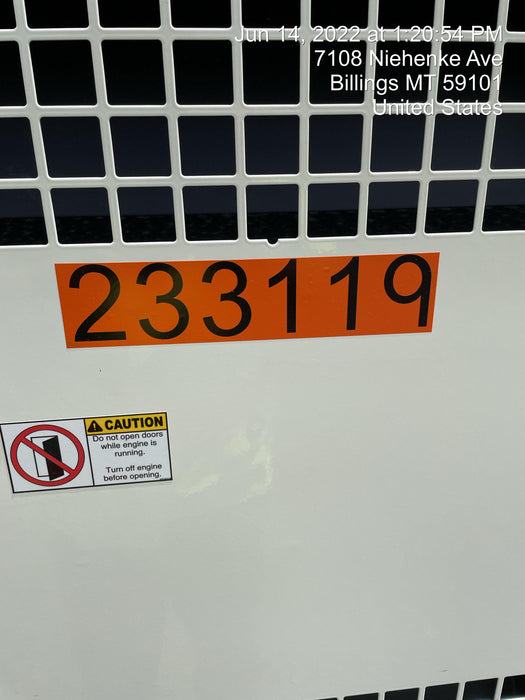 Jun 14, 2022 at 1:20:54 PM
7108 Niehenke Ave
Billings MT 59101
United States
233119
CAUTION
Do not open doors
while engine is
running.
Turn off engine
before opening.